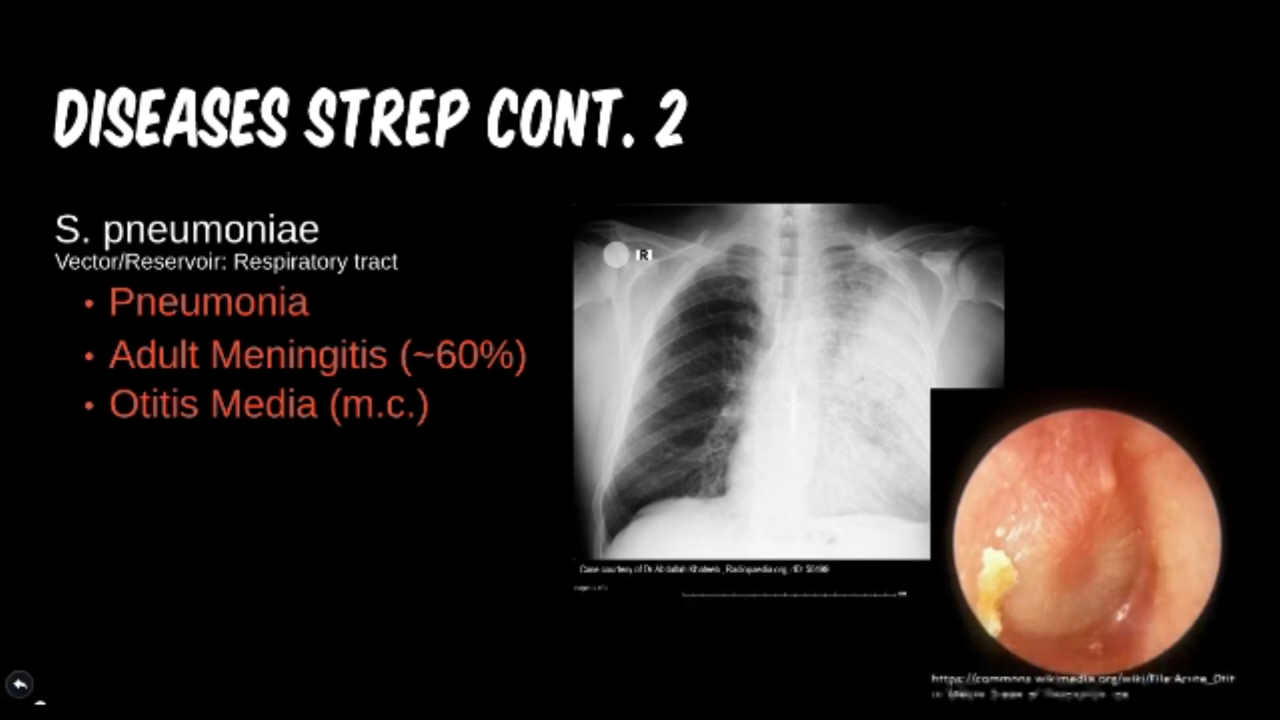 DISEASES STREP CONT. 2
S. pneumoniae
Vector/Reservoir: Respiratory tract
• Pneumonia
• Adult Meningitis (~60%)
• Otitis Media (m.c.)
R
Case courtesy of Dr Abdallah Khateeb, Radiopaedia.org, rID:
https://commons.wikimedia.org/wiki/File:Acute_Otit